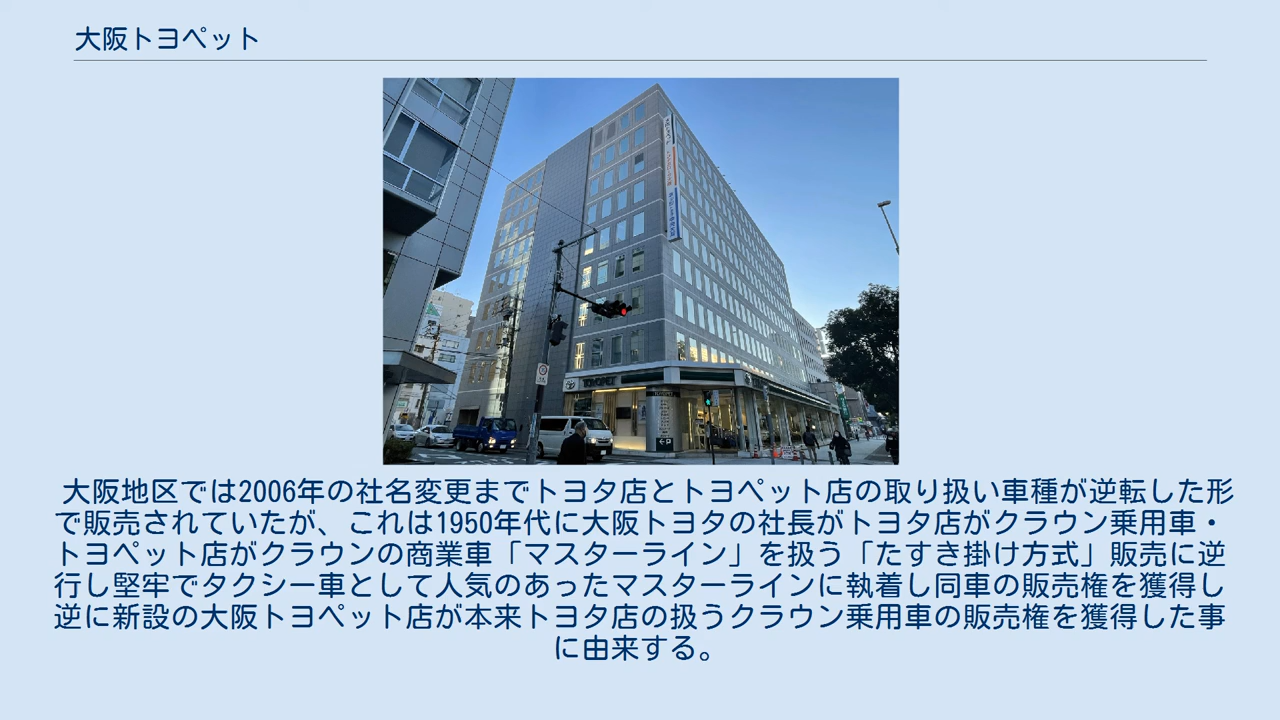 大阪トヨペット
TOYOPET
大阪地区では2006年の社名変更までトヨタ店とトヨペット店の取り扱い車種が逆転した形
で販売されていたが、これは1950年代に大阪トヨタの社長がトヨタ店がクラウン乗用車・
トヨペット店がクラウンの商業車「マスターライン」を扱う「たすき掛け方式」販売に逆
行し堅牢でタクシー車として人気のあったマスターラインに執着し同車の販売権を獲得し
逆に新設の大阪トヨペット店が本来トヨタ店の扱うクラウン乗用車の販売権を獲得した事
に由来する。